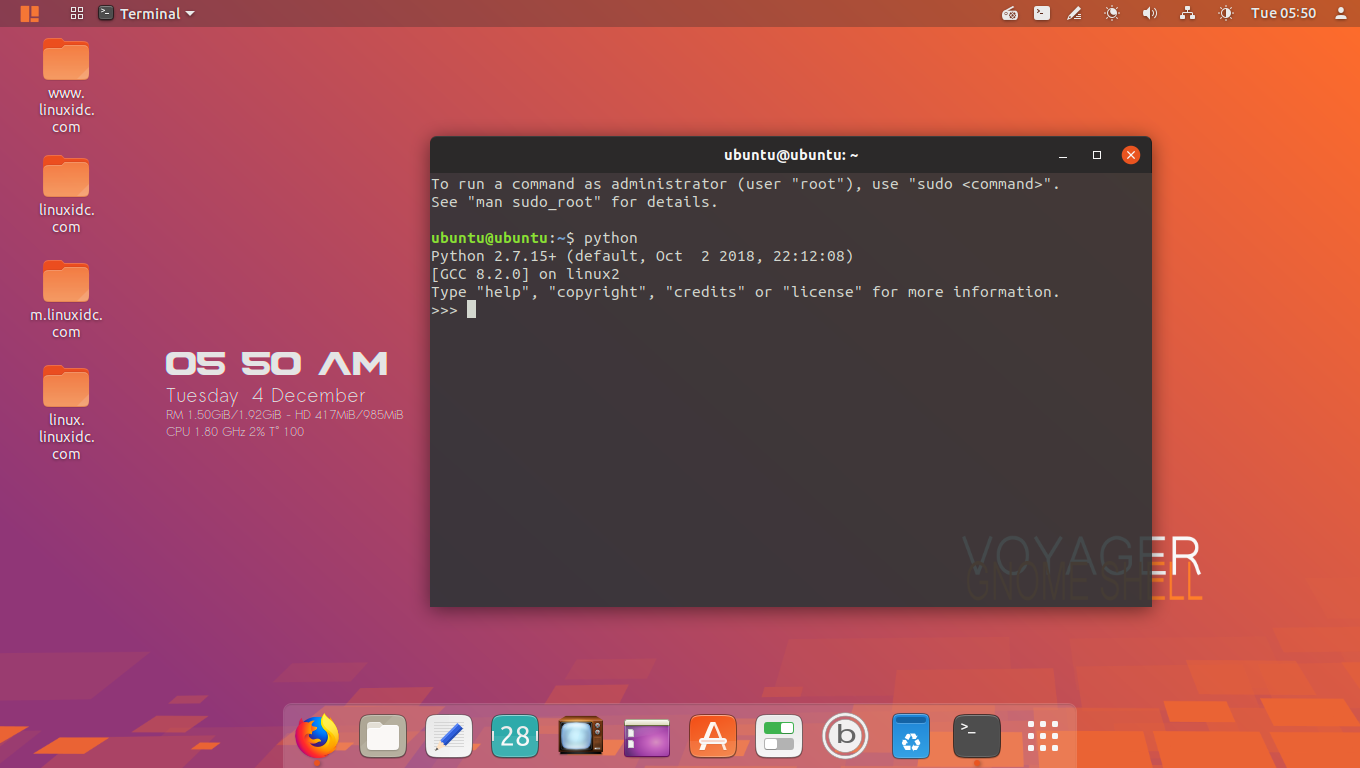 Terminal
Tue 05:50
www.
linuxidc.
com
linuxidc.
com
m.linuxidc.
com
linux.
linuxidc.
com
05 50 AM
Tuesday 4 December
RM 1.50GiB/1.92GiB - HD 417MiB/985MiB
CPU 1.80 GHz 2% T° 100
ubuntu@ubuntu: ~
To run a command as administrator (user "root"), use "sudo <command>".
See "man sudo_root" for details.
ubuntu@ubuntu:~$ python
Python 2.7.15+ (default, Oct  2 2018, 22:12:08)
[GCC 8.2.0] on linux2
Type "help", "copyright", "credits" or "license" for more information.
>>>
VOYAGER
GNOME SHELL
28
b
>_